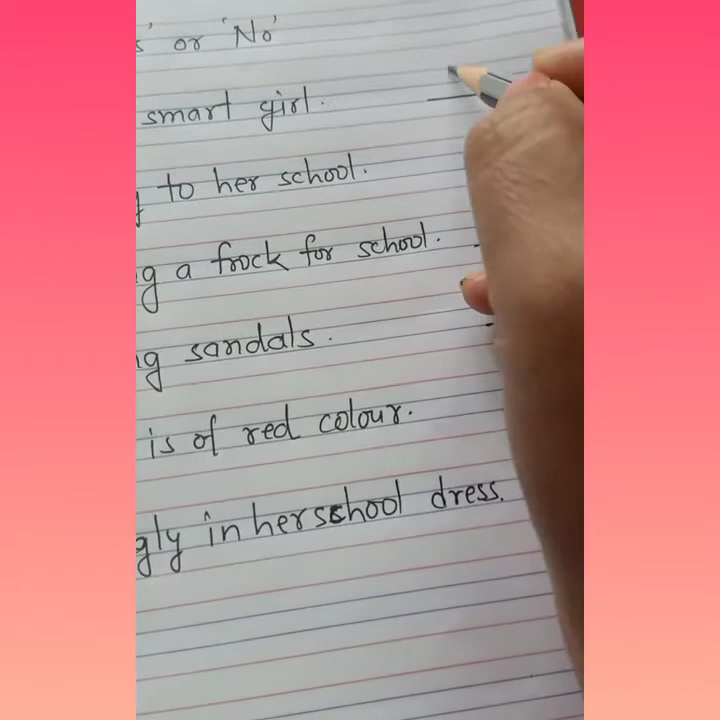 ' or 'No'
smart girl.
to her school.
g a frock for school.
g sandals.
is of red colour.
gly in her school dress.